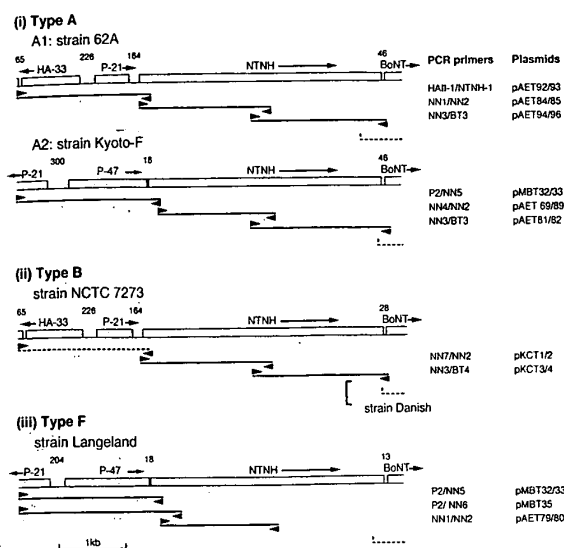 (i) Type A
A1: strain 62A
65 HA-33 226 P-21 164 NTNH 46 BoNT
PCR primers Plasmids
HAII-1/NTNH-1 pAET92/93
NN1/NN2 pAET84/85
NN3/BT3 pAET94/96
A2: strain Kyoto-F
P-21 300 P-47 18 NTNH 46 BoNT
P2/NN5 pMBT32/33
NN4/NN2 pAET 69/89
NN3/BT3 pAET81/82
(ii) Type B
strain NCTC 7273
65 HA-33 226 P-21 164 NTNH 28 BoNT
NN7/NN2 pKCT1/2
NN3/BT4 pKCT3/4
strain Danish
(iii) Type F
strain Langeland
P-21 204 P-47 18 NTNH 13 BoNT
P2/NN5 pMBT32/33
P2/ NN6 pMBT35
NN1/NN2 pAET79/80
1kb